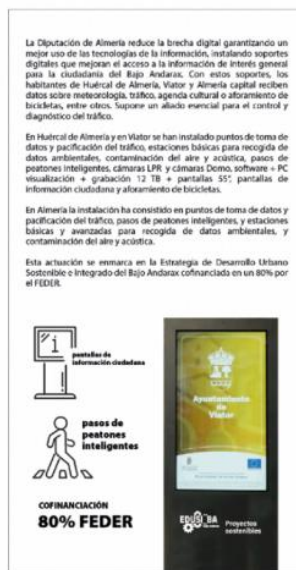 La Diputación de Almería reduce la brecha digital garantizando un
mejor uso de las tecnologías de la información, instalando soportes
digitales que mejoran el acceso a la información de interés general
para la ciudadanía del Bajo Andarax. Con estos soportes, los
habitantes de Huércal de Almería, Viator y Almería capital reciben
datos sobre meteorología, tráfico, agenda cultural o aforamiento de
bicicletas, entre otros. Supone un aliado esencial para el control y
diagnóstico del tráfico.
En Huércal de Almería y en Viator se han instalado puntos de toma de
datos y pacificación del tráfico, estaciones básicas para recogida de
datos ambientales, contaminación del aire y acústica, pasos de
peatones inteligentes, cámaras LPR y cámaras Domo, software + PC
visualización + grabación 12 TB + pantallas 55", pantallas de
información ciudadana y aforamiento de bicicletas.
En Almería la instalación ha consistido en puntos de toma de datos y
pacificación del tráfico, pasos de peatones inteligentes, y estaciones
básicas y avanzadas para recogida de datos ambientales, y
contaminación del aire y acústica.
Esta actuación se enmarca en la Estrategia de Desarrollo Urbano
Sostenible e Integrado del Bajo Andarax cofinanciada en un 80% por
el FEDER.
i
pantallas de
información ciudadana
pasos de
peatones
inteligentes
COFINANCIACIÓN
80% FEDER
Ayuntamiento
de
Viator
EDUSI BA
Proyectos
sostenibles